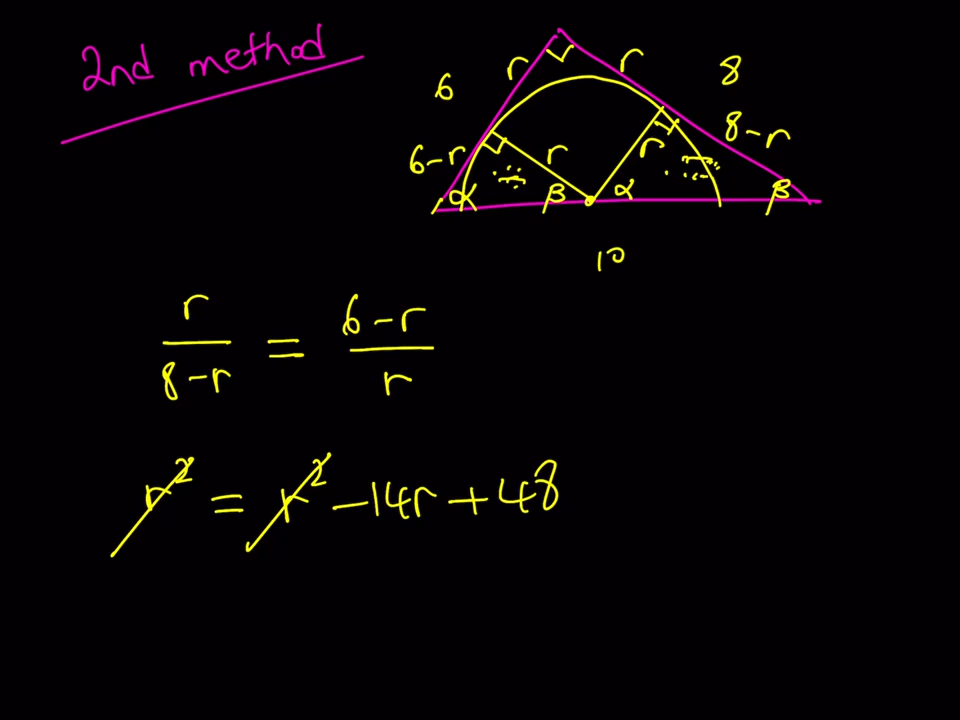 2nd method
6 r r 8
6-r r r 8-r
α β α β
10
r/(8-r) = (6-r)/r
r² = r² -14r + 48